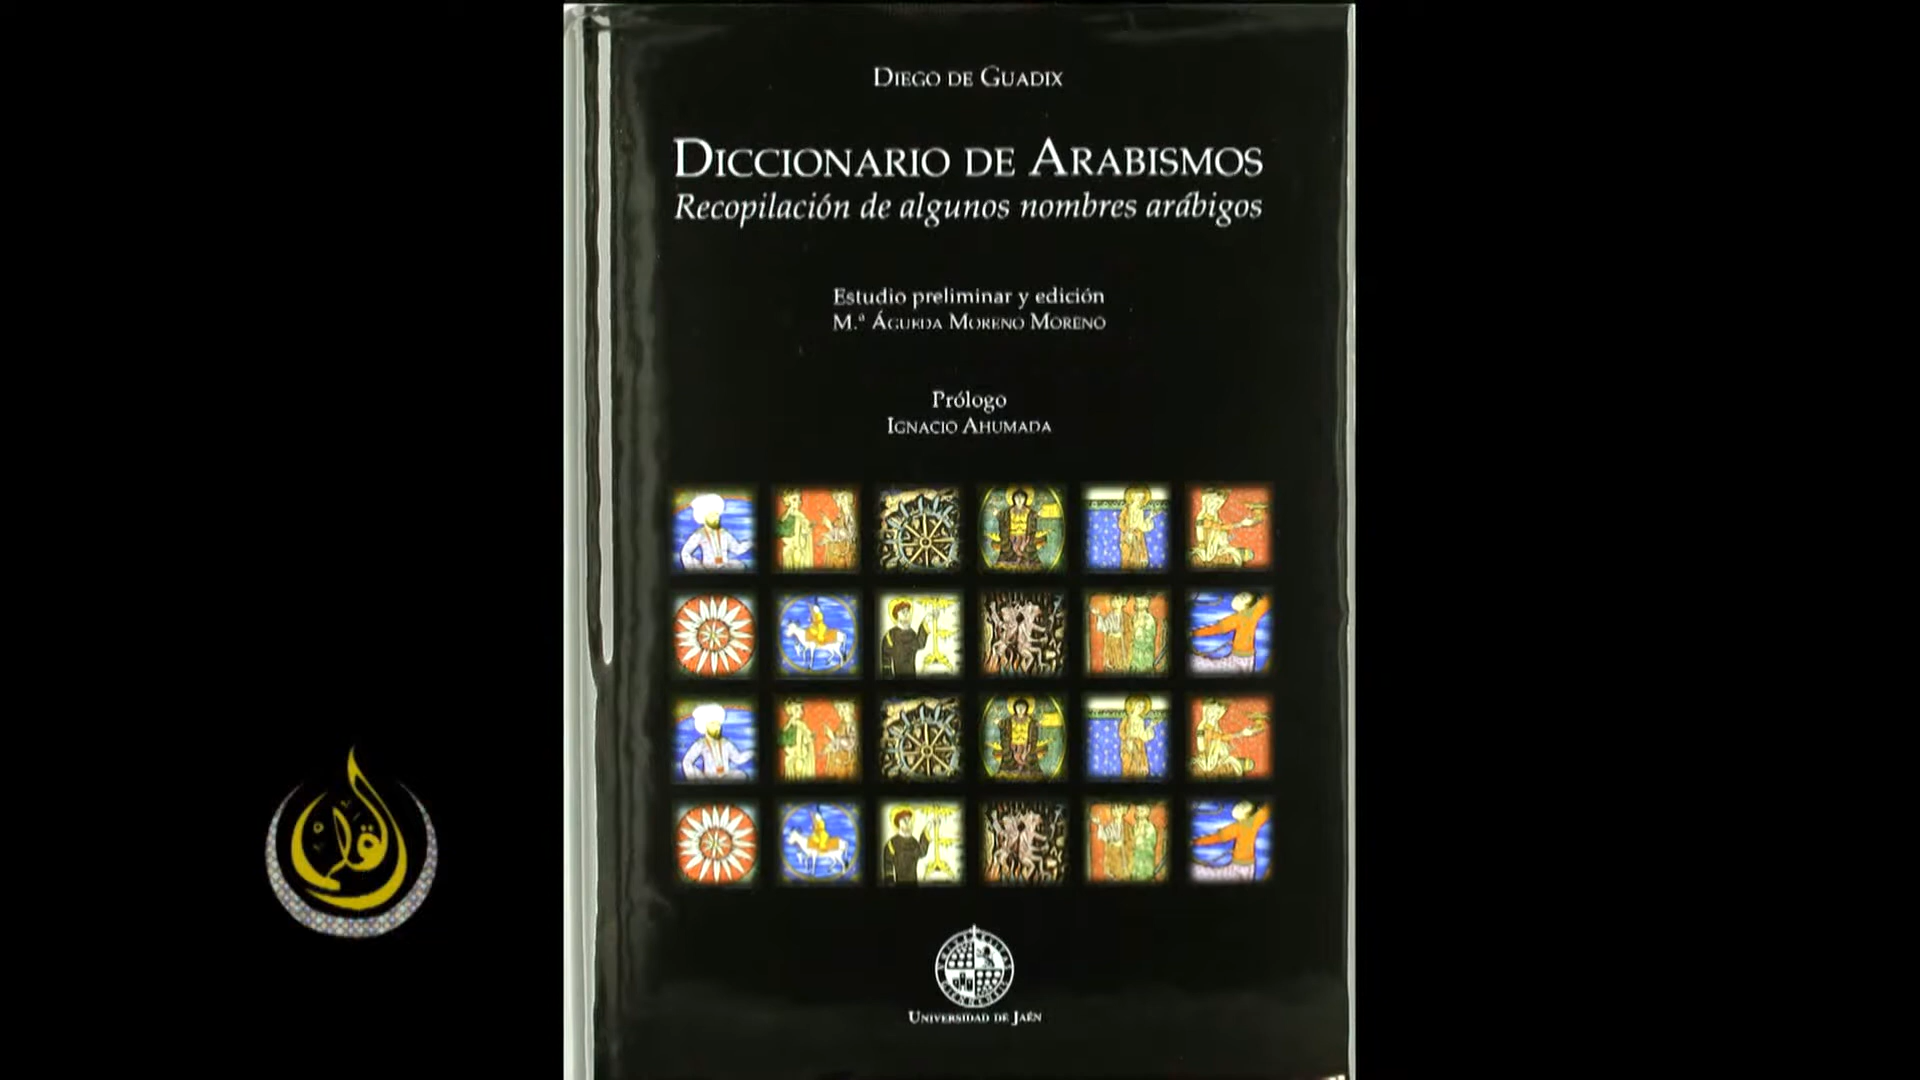 DIEGO DE GUADIX
DICCIONARIO DE ARABISMOS
Recopilación de algunos nombres arábigos
Estudio preliminar y edición
M.ª ÁGUEDA MORENO MORENO
Prólogo
IGNACIO AHUMADA
UNIVERSIDAD DE JAÉN